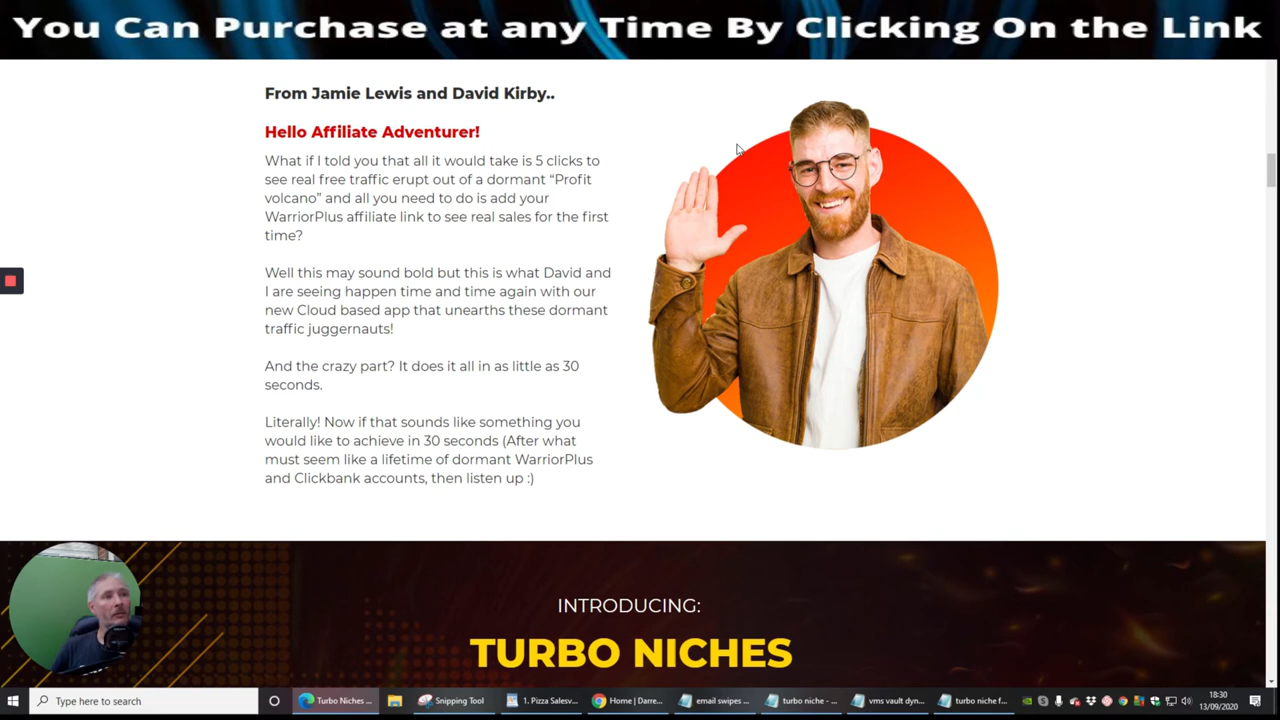 You Can Purchase at any Time By Clicking On the Link
From Jamie Lewis and David Kirby..
Hello Affiliate Adventurer!
What if I told you that all it would take is 5 clicks to
see real free traffic erupt out of a dormant “Profit
volcano” and all you need to do is add your
WarriorPlus affiliate link to see real sales for the first
time?
Well this may sound bold but this is what David and
I are seeing happen time and time again with our
new Cloud based app that unearths these dormant
traffic juggernauts!
And the crazy part? It does it all in as little as 30
seconds.
Literally! Now if that sounds like something you
would like to achieve in 30 seconds (After what
must seem like a lifetime of dormant WarriorPlus
and Clickbank accounts, then listen up :)
INTRODUCING:
TURBO NICHES
Type here to search
Turbo Niches ...
Snipping Tool
1. Pizza Salesv...
Home | Darre...
email swipes ...
turbo niche - ...
vms vault dyn...
turbo niche f...
18:30
13/09/2020